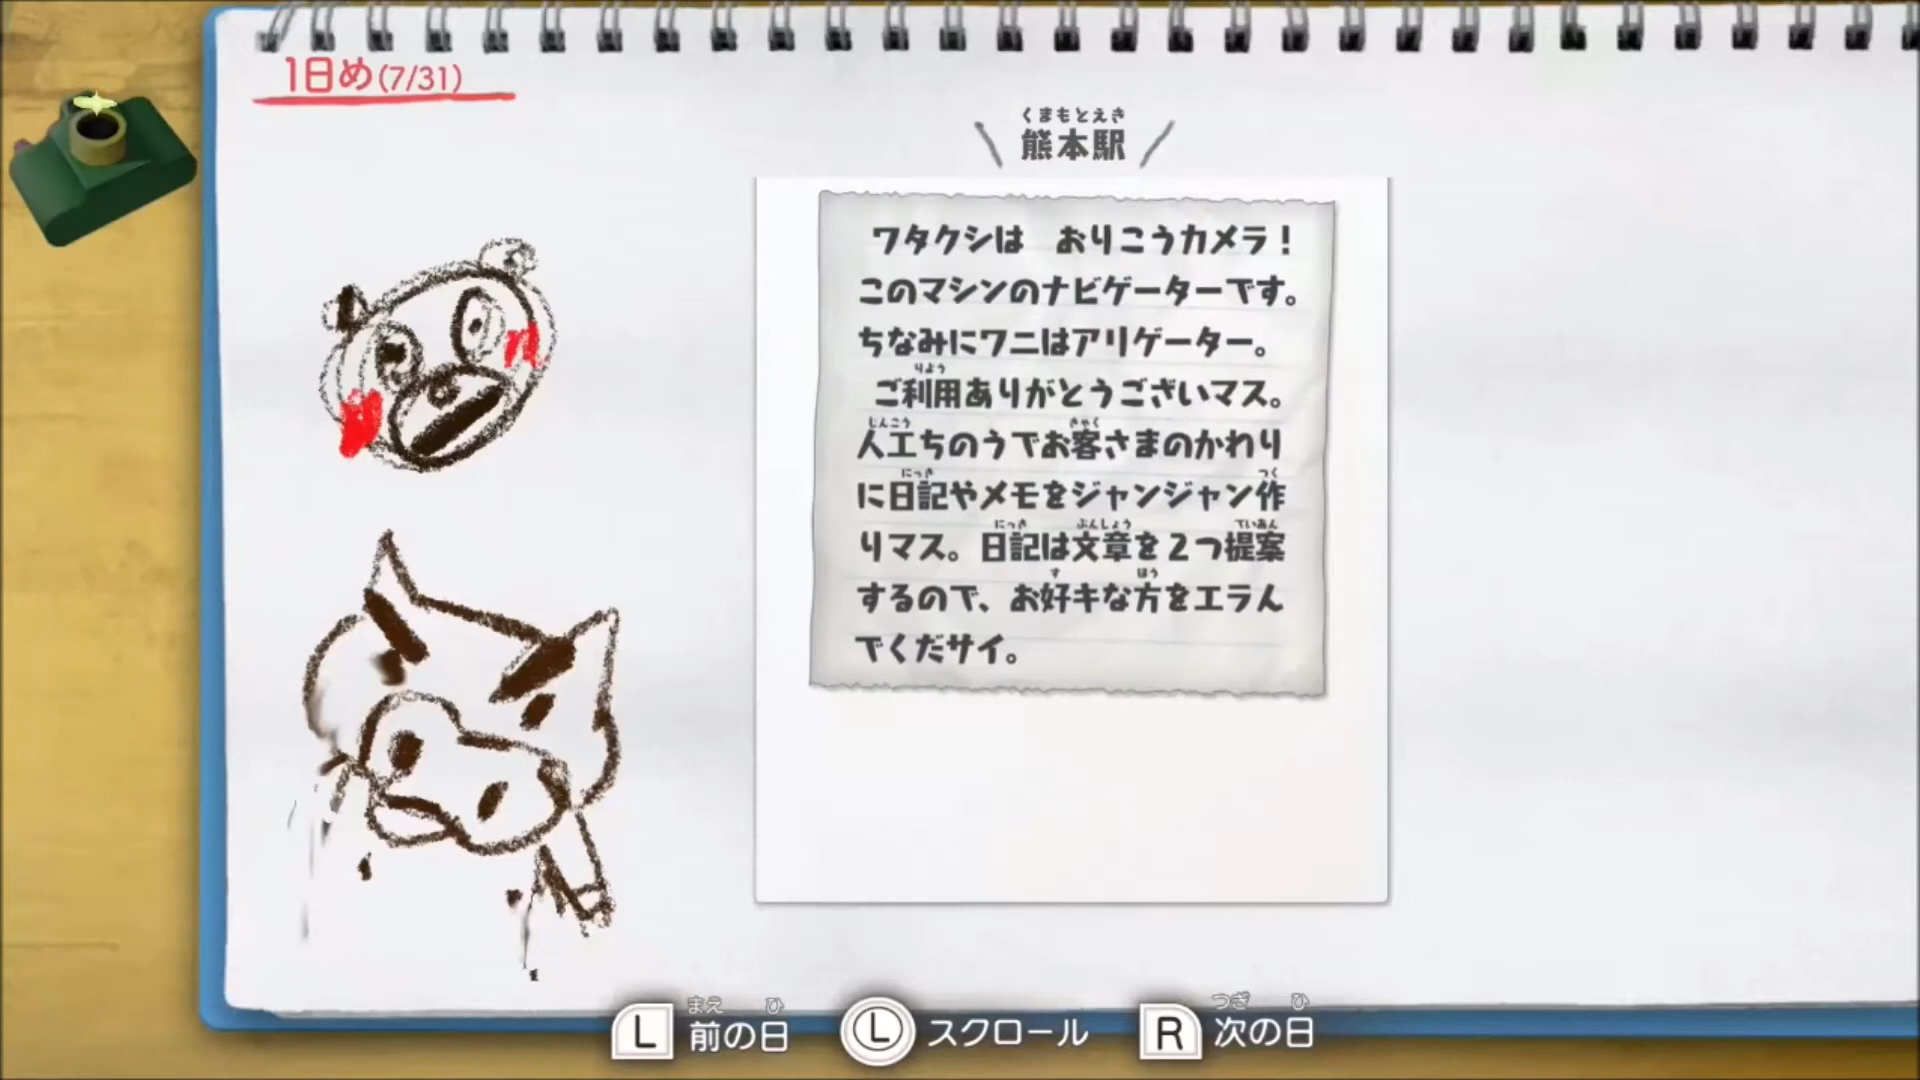 1日め(7/31)
くまもとえき
熊本駅
ワタクシは おりこうカメラ！
このマシンのナビゲーターです。
ちなみにワニはアリゲーター。
りよう
ご利用ありがとうございマス。
じんこう きゃく
人工ちのうでお客さまのかわり
にっき つく
に日記やメモをジャンジャン作
にっき ぶんしょう ていあん
りマス。日記は文章を2つ提案
す ほう
するので、お好キな方をエラん
でくだサイ。
まえ ひ
L 前の日
L スクロール
つぎ ひ
R 次の日